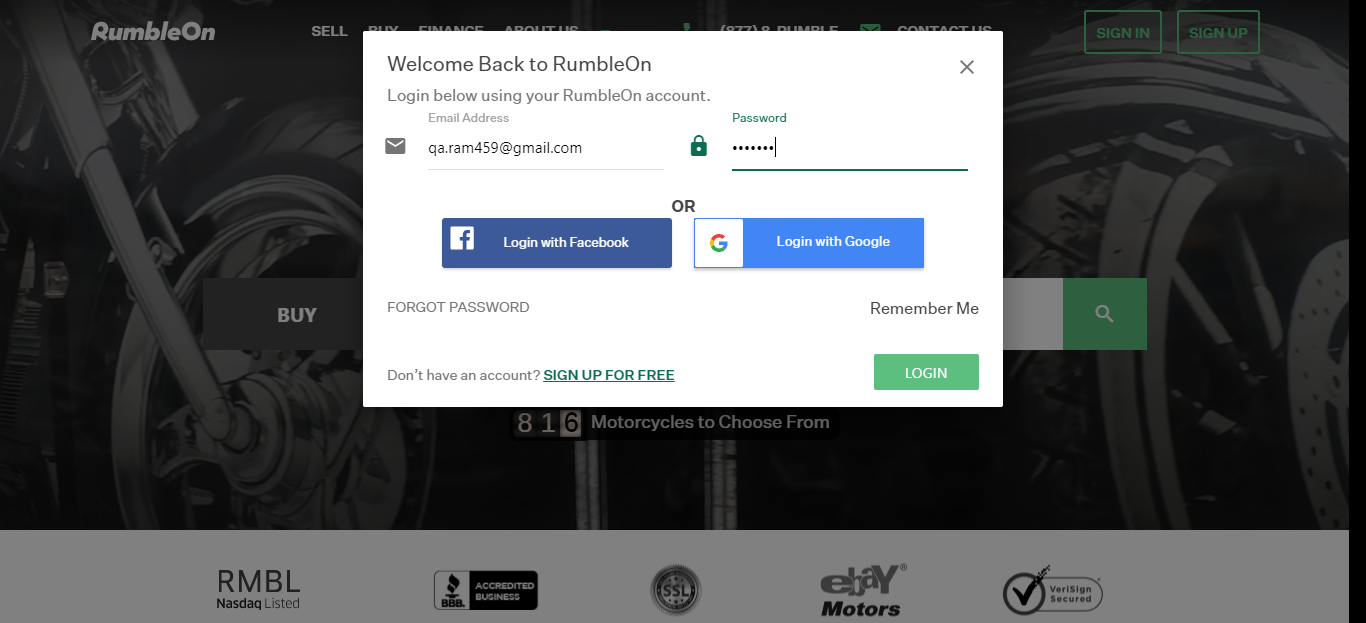 RumbleOn
SELL BUY FINANCE ABOUT US (877) 8-RUMBLE CONTACT US SIGN IN SIGN UP
Welcome Back to RumbleOn
Login below using your RumbleOn account.
Email Address Password
qa.ram459@gmail.com •••••••
OR
Login with Facebook Login with Google
FORGOT PASSWORD Remember Me
BUY
Don't have an account? SIGN UP FOR FREE LOGIN
816 Motorcycles to Choose From
RMBL
Nasdaq Listed
BBB.
ACCREDITED
BUSINESS
SSL
ebay®
Motors
VeriSign
Secured